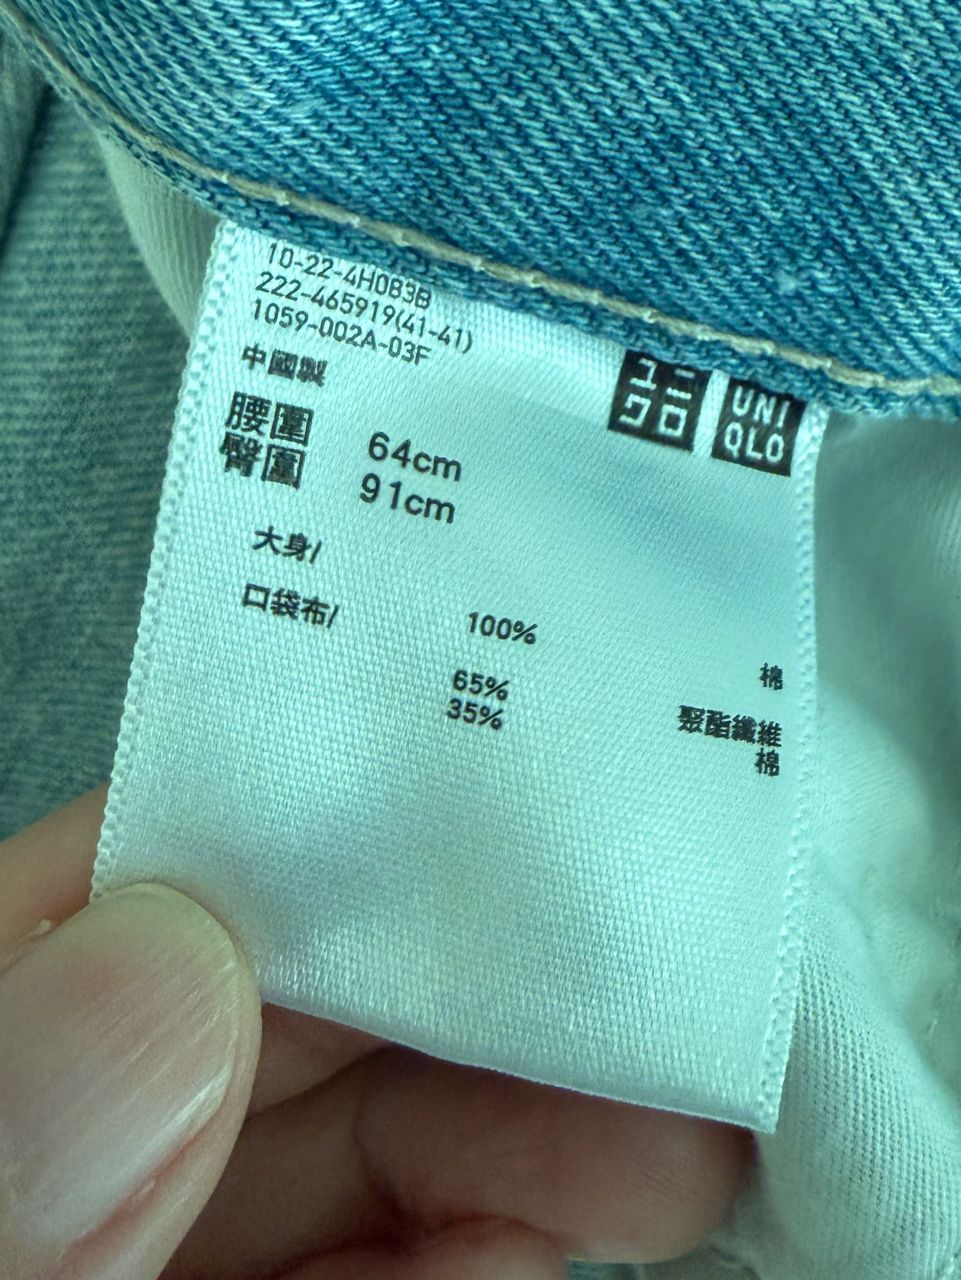 10-22-4H0B3B
222-465919(41-41)
1059-002A-03F
中國製
ユニ
クロ
UNI
QLO
腰圍 64cm
臀圍 91cm
大身/
100% 棉
口袋布/
65% 聚酯纖維
35% 棉